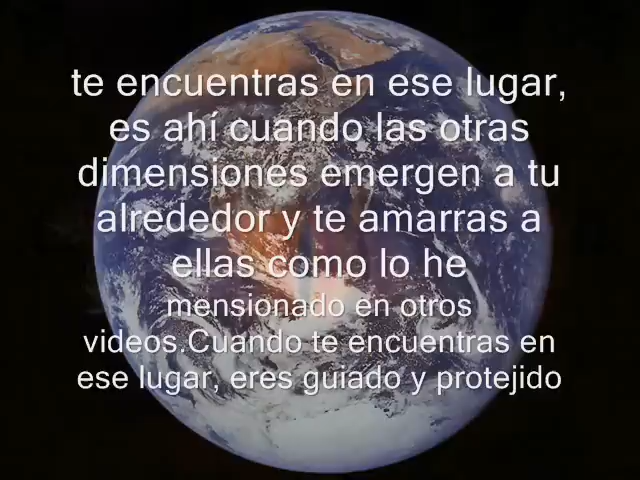 te encuentras en ese lugar,
es ahí cuando las otras
dimensiones emergen a tu
alrededor y te amarras a
ellas como lo he
mensionado en otros
videos.Cuando te encuentras en
ese lugar, eres guiado y protejido